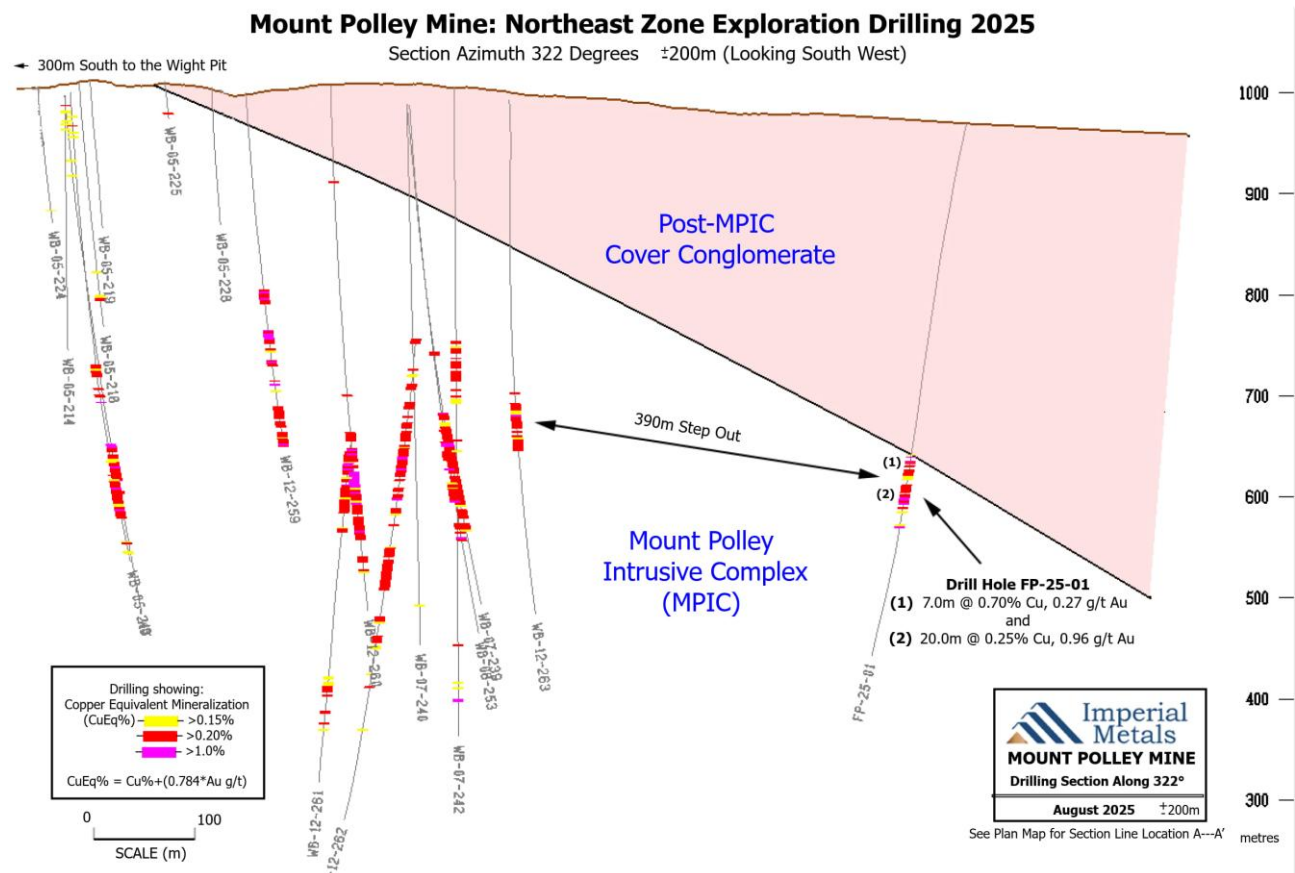 Mount Polley Mine: Northeast Zone Exploration Drilling 2025
Section Azimuth 322 Degrees ±200m (Looking South West)
300m South to the Wight Pit
1000
900
800
700
600
500
400
300
metres
Post-MPIC
Cover Conglomerate
390m Step Out
Mount Polley
Intrusive Complex
(MPIC)
(1)
(2)
Drill Hole FP-25-01
(1) 7.0m @ 0.70% Cu, 0.27 g/t Au
and
(2) 20.0m @ 0.25% Cu, 0.96 g/t Au
WB-05-224
WB-05-214
WB-05-219
WB-05-218
WB-05-225
WB-05-228
WB-12-259
WB-12-261
12-262
WB-12-260
WB-07-240
WB-07-239
WB-07-242
WB-12-263
FP-25-01
Drilling showing:
Copper Equivalent Mineralization
(CuEq%) >0.15%
>0.20%
>1.0%
CuEq% = Cu%+(0.784*Au g/t)
0 100
SCALE (m)
Imperial
Metals
MOUNT POLLEY MINE
Drilling Section Along 322°
August 2025 ±200m
See Plan Map for Section Line Location A---A'